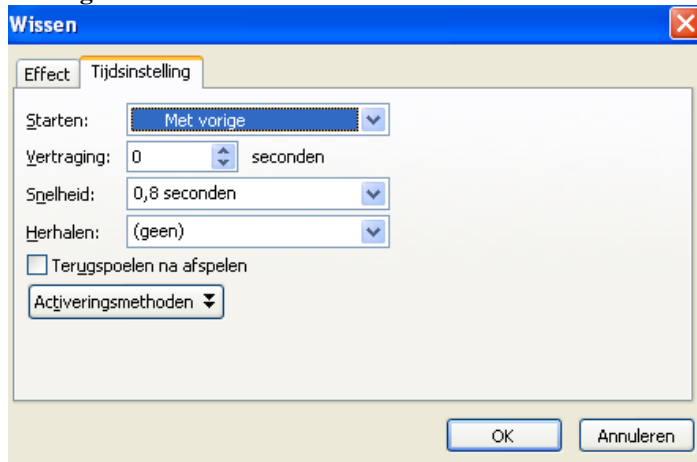 Wissen
Effect Tijdsinstelling
Starten: Met vorige
Vertraging: 0 seconden
Snelheid: 0,8 seconden
Herhalen: (geen)
Terugspoelen na afspelen
Activeringsmethoden
OK Annuleren